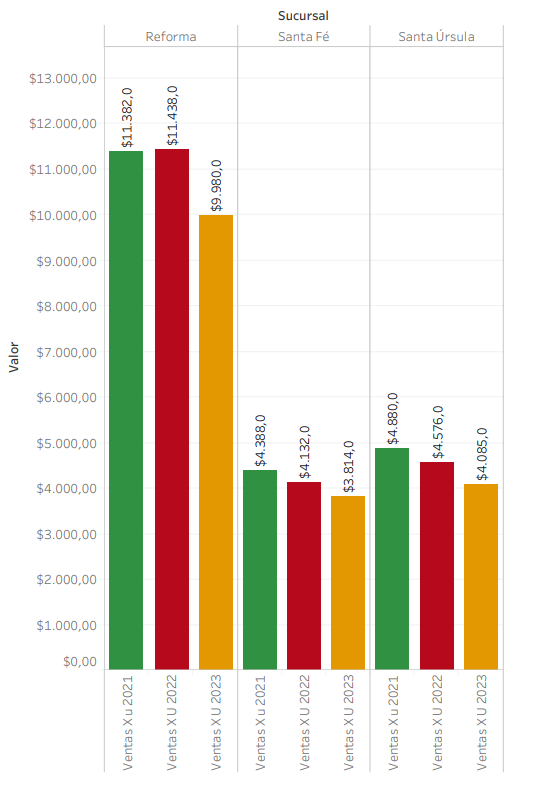 Sucursal
Reforma
Santa Fé
Santa Úrsula
$13.000,00
$12.000,00
$11.000,00
$10.000,00
$9.000,00
$8.000,00
$7.000,00
$6.000,00
$5.000,00
$4.000,00
$3.000,00
$2.000,00
$1.000,00
$0,00
Valor
$11.382,0
$11.438,0
$9.980,0
$4.388,0
$4.132,0
$3.814,0
$4.880,0
$4.576,0
$4.085,0
Ventas X u 2021
Ventas X U 2022
Ventas X U 2023
Ventas X u 2021
Ventas X U 2022
Ventas X U 2023
Ventas X u 2021
Ventas X U 2022
Ventas X U 2023